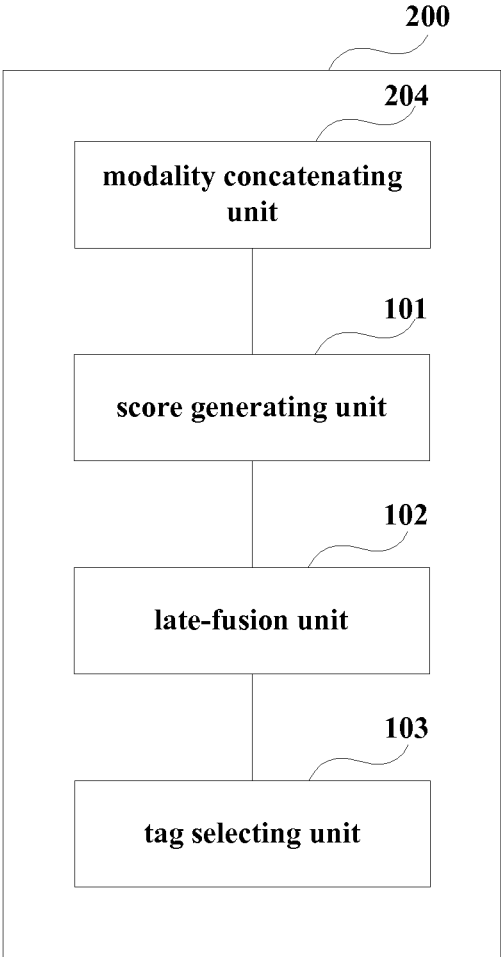 200
204
modality concatenating
unit
101
score generating unit
102
late-fusion unit
103
tag selecting unit